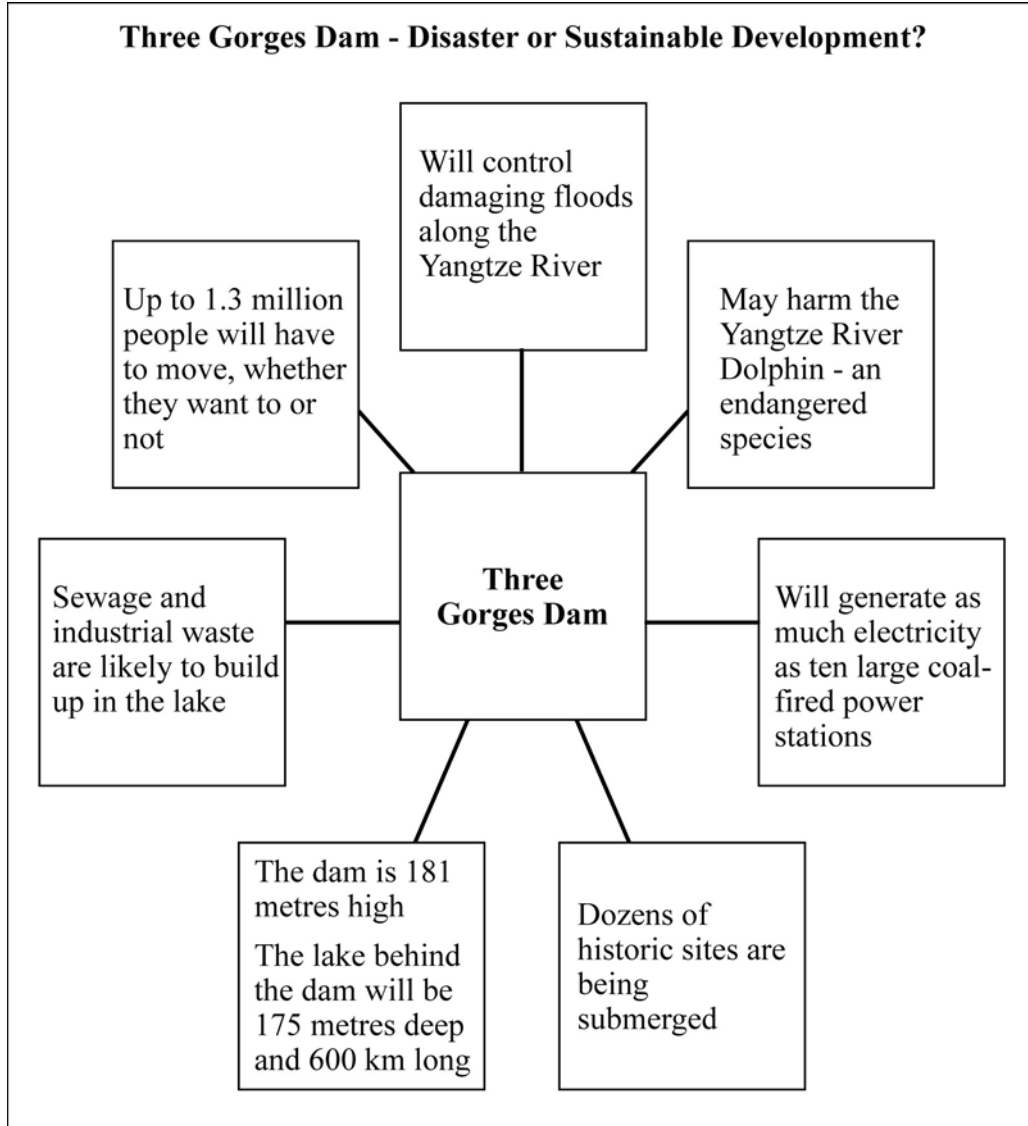 Three Gorges Dam - Disaster or Sustainable Development?
Will control
damaging floods
along the
Yangtze River
Up to 1.3 million
people will have
to move, whether
they want to or
not
May harm the
Yangtze River
Dolphin - an
endangered
species
Three
Gorges Dam
Sewage and
industrial waste
are likely to build
up in the lake
Will generate as
much electricity
as ten large coal-
fired power
stations
The dam is 181
metres high
The lake behind
the dam will be
175 metres deep
and 600 km long
Dozens of
historic sites are
being
submerged